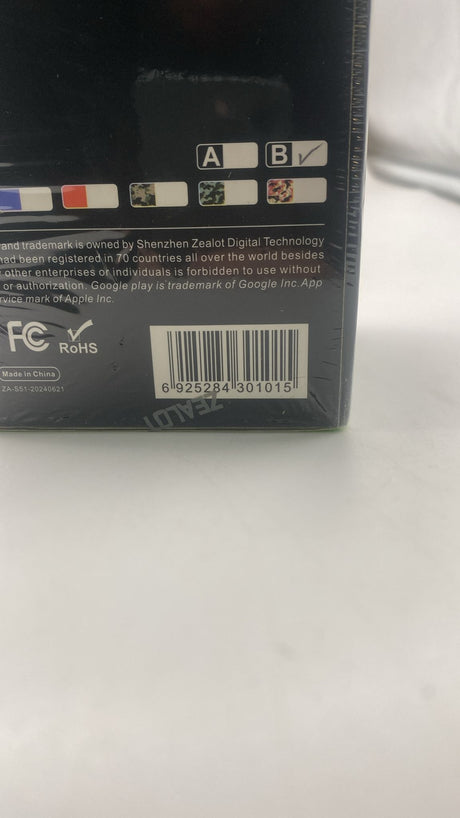 A
B
and trademark is owned by Shenzhen Zealot Digital Technology
had been registered in 70 countries all over the world besides
other enterprises or individuals is forbidden to use without
or authorization. Google play is trademark of Google Inc.App
rvice mark of Apple Inc.
FC
RoHS
Made in China
ZA-S51-20240621
6 925284 301015
ZEALOT